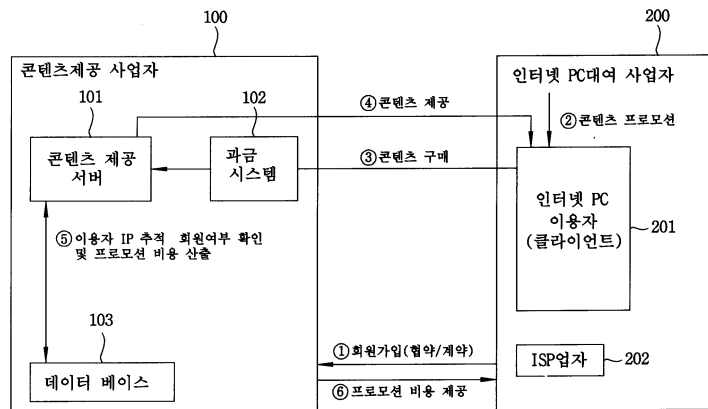 100
200
콘텐츠제공 사업자
인터넷 PC대여 사업자
101
102
④콘텐츠 제공
②콘텐츠 프로모션
콘텐츠 제공
서버
과금
시스템
③콘텐츠 구매
인터넷 PC
이용자
(클라이언트)
201
⑤이용자 IP 추적 회원여부 확인
및 프로모션 비용 산출
103
데이터 베이스
①회원가입(협약/계약)
⑥프로모션 비용 제공
ISP업자
202